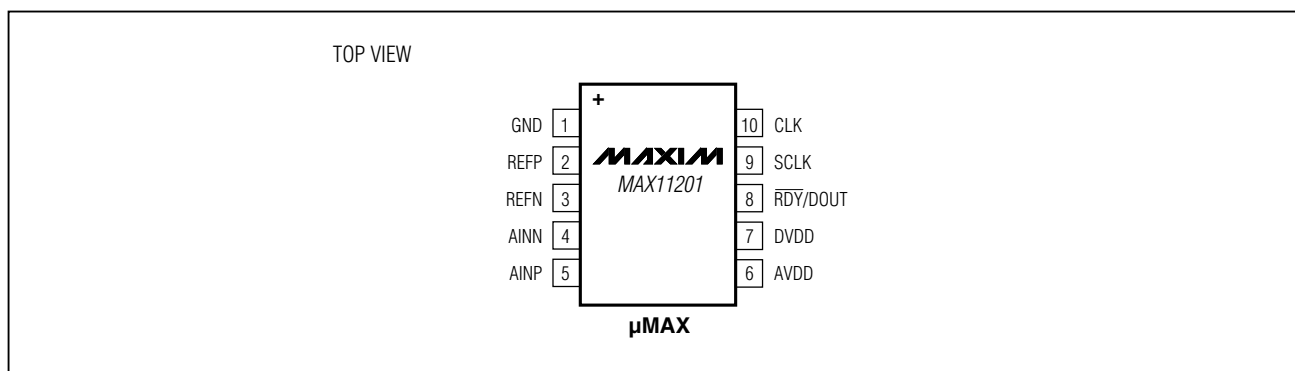 TOP VIEW
+
GND 1 10 CLK
REFP 2 MAXIM 9 SCLK
MAX11201
REFN 3 8 R̅D̅Y̅/DOUT
AINN 4 7 DVDD
AINP 5 6 AVDD
µMAX